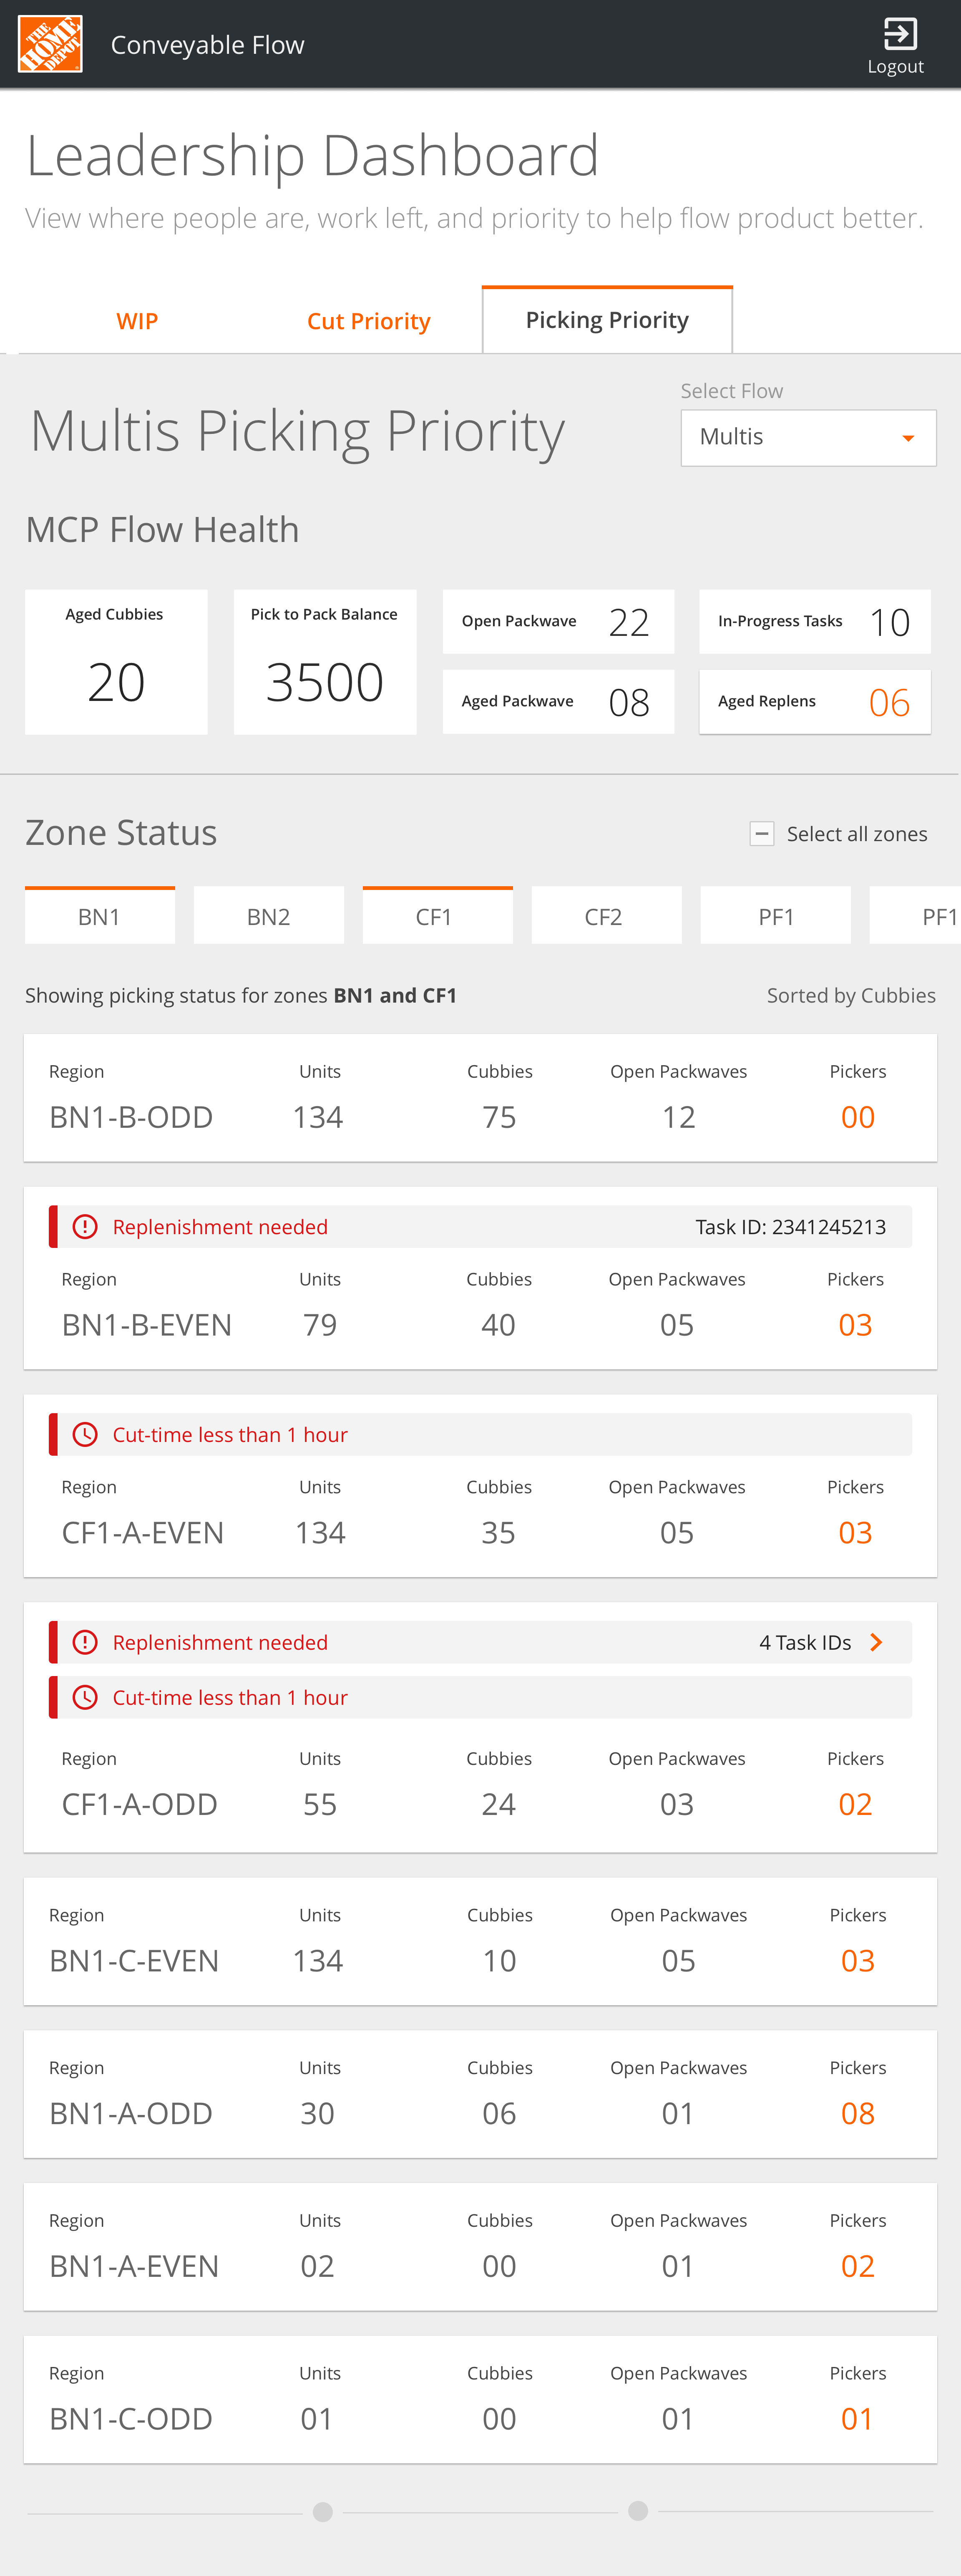 THE HOME DEPOT
Conveyable Flow
Logout
Leadership Dashboard
View where people are, work left, and priority to help flow product better.
WIP Cut Priority Picking Priority
Select Flow
Multis Picking Priority
Multis
MCP Flow Health
Aged Cubbies
20
Pick to Pack Balance
3500
Open Packwave 22
In-Progress Tasks 10
Aged Packwave 08
Aged Replens 06
Zone Status
Select all zones
BN1 BN2 CF1 CF2 PF1 PF1
Showing picking status for zones BN1 and CF1
Sorted by Cubbies
Region Units Cubbies Open Packwaves Pickers
BN1-B-ODD 134 75 12 00
Replenishment needed Task ID: 2341245213
Region Units Cubbies Open Packwaves Pickers
BN1-B-EVEN 79 40 05 03
Cut-time less than 1 hour
Region Units Cubbies Open Packwaves Pickers
CF1-A-EVEN 134 35 05 03
Replenishment needed 4 Task IDs
Cut-time less than 1 hour
Region Units Cubbies Open Packwaves Pickers
CF1-A-ODD 55 24 03 02
Region Units Cubbies Open Packwaves Pickers
BN1-C-EVEN 134 10 05 03
Region Units Cubbies Open Packwaves Pickers
BN1-A-ODD 30 06 01 08
Region Units Cubbies Open Packwaves Pickers
BN1-A-EVEN 02 00 01 02
Region Units Cubbies Open Packwaves Pickers
BN1-C-ODD 01 00 01 01